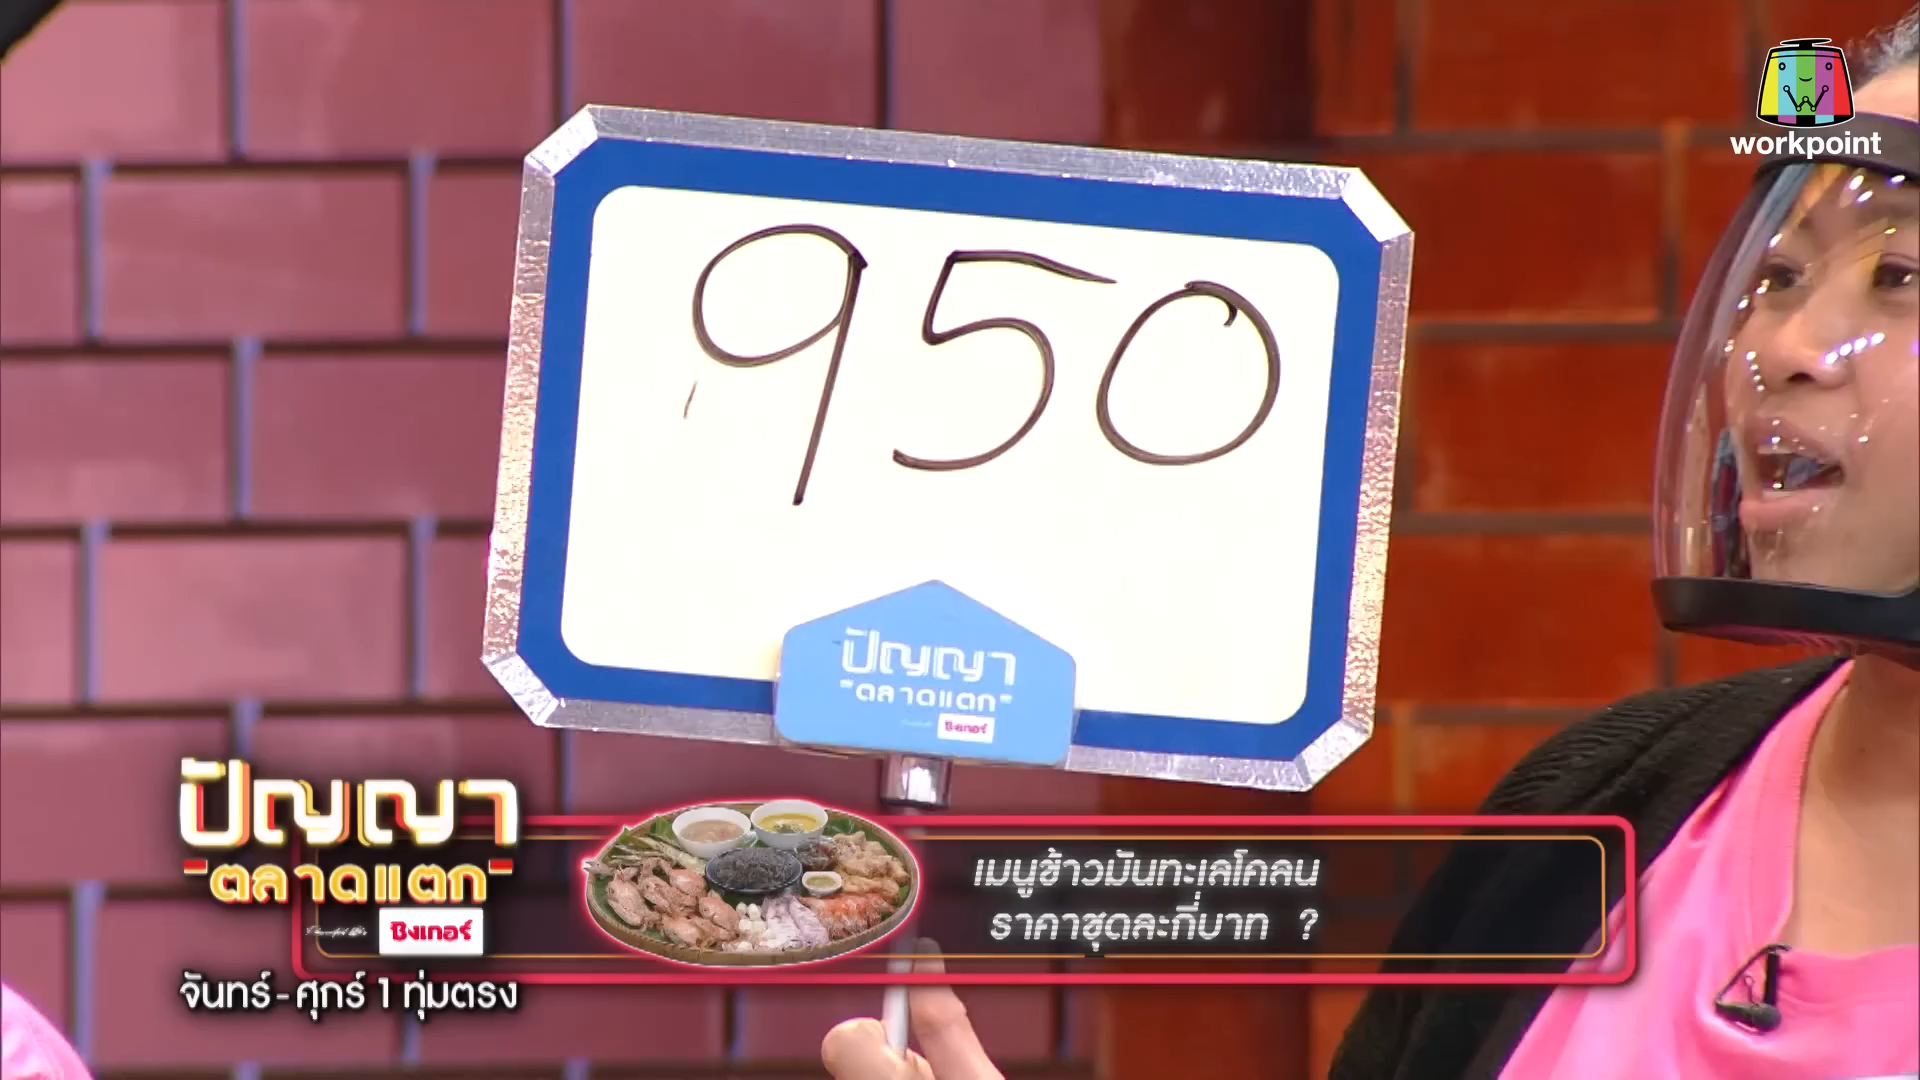 workpoint
950
ปัญญา
"ตลาดแตก"
ซิงเกอร์
ปัญญา
"ตลาดแตก"
ซิงเกอร์
จันทร์ - ศุกร์ 1 ทุ่มตรง
เมนูข้าวมันทะเลโคลน
ราคาชุดละกี่บาท ?